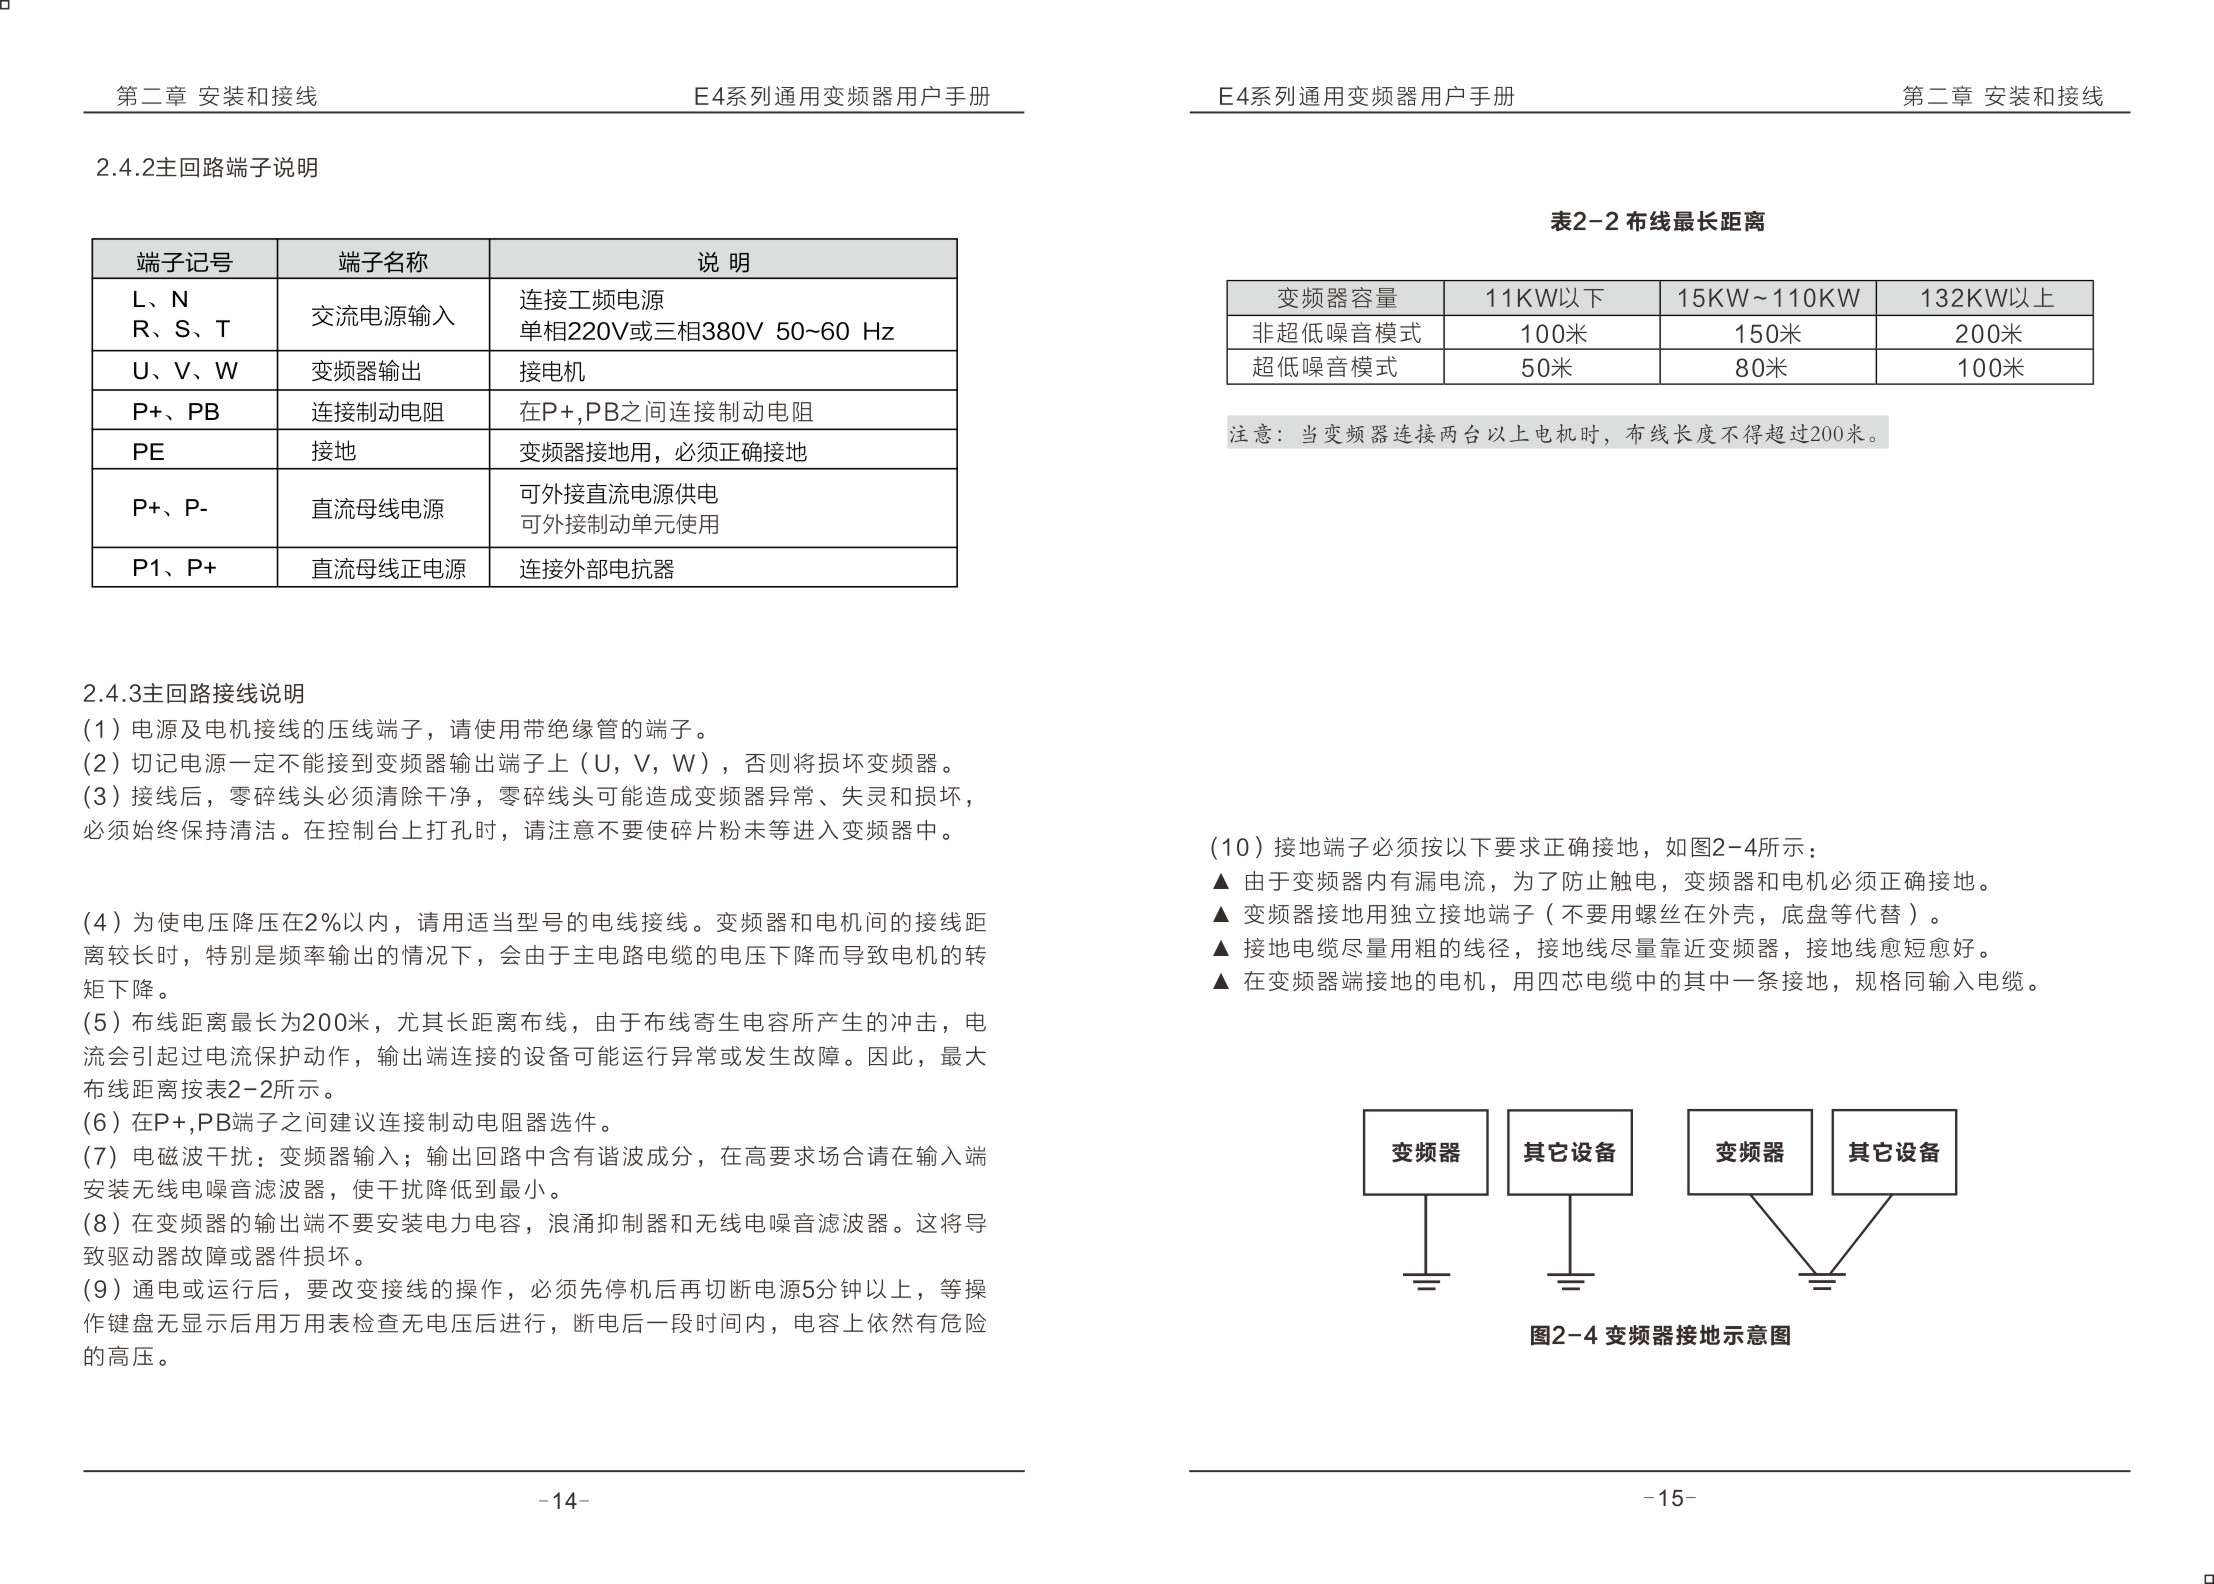 第二章 安装和接线
E4系列通用变频器用户手册
2.4.2主回路端子说明
端子记号 端子名称 说 明
L、N
R、S、T
交流电源输入
连接工频电源
单相220V或三相380V 50~60 Hz
U、V、W 变频器输出 接电机
P+、PB 连接制动电阻 在P+,PB之间连接制动电阻
PE 接地 变频器接地用，必须正确接地
P+、P- 直流母线电源
可外接直流电源供电
可外接制动单元使用
P1、P+ 直流母线正电源 连接外部电抗器
2.4.3主回路接线说明
(1）电源及电机接线的压线端子，请使用带绝缘管的端子。
(2）切记电源一定不能接到变频器输出端子上（U，V，W），否则将损坏变频器。
(3）接线后，零碎线头必须清除干净，零碎线头可能造成变频器异常、失灵和损坏，
必须始终保持清洁。在控制台上打孔时，请注意不要使碎片粉未等进入变频器中。
(4）为使电压降压在2%以内，请用适当型号的电线接线。变频器和电机间的接线距
离较长时，特别是频率输出的情况下，会由于主电路电缆的电压下降而导致电机的转
矩下降。
(5）布线距离最长为200米，尤其长距离布线，由于布线寄生电容所产生的冲击，电
流会引起过电流保护动作，输出端连接的设备可能运行异常或发生故障。因此，最大
布线距离按表2-2所示。
(6）在P+,PB端子之间建议连接制动电阻器选件。
(7) 电磁波干扰：变频器输入；输出回路中含有谐波成分，在高要求场合请在输入端
安装无线电噪音滤波器，使干扰降低到最小。
(8）在变频器的输出端不要安装电力电容，浪涌抑制器和无线电噪音滤波器。这将导
致驱动器故障或器件损坏。
(9）通电或运行后，要改变接线的操作，必须先停机后再切断电源5分钟以上，等操
作键盘无显示后用万用表检查无电压后进行，断电后一段时间内，电容上依然有危险
的高压。
-14-
E4系列通用变频器用户手册
第二章 安装和接线
表2-2 布线最长距离
变频器容量 11KW以下 15KW~110KW 132KW以上
非超低噪音模式 100米 150米 200米
超低噪音模式 50米 80米 100米
注意：当变频器连接两台以上电机时，布线长度不得超过200米。
(10）接地端子必须按以下要求正确接地，如图2-4所示：
▲ 由于变频器内有漏电流，为了防止触电，变频器和电机必须正确接地。
▲ 变频器接地用独立接地端子（不要用螺丝在外壳，底盘等代替）。
▲ 接地电缆尽量用粗的线径，接地线尽量靠近变频器，接地线愈短愈好。
▲ 在变频器端接地的电机，用四芯电缆中的其中一条接地，规格同输入电缆。
变频器 其它设备 变频器 其它设备
图2-4 变频器接地示意图
-15-